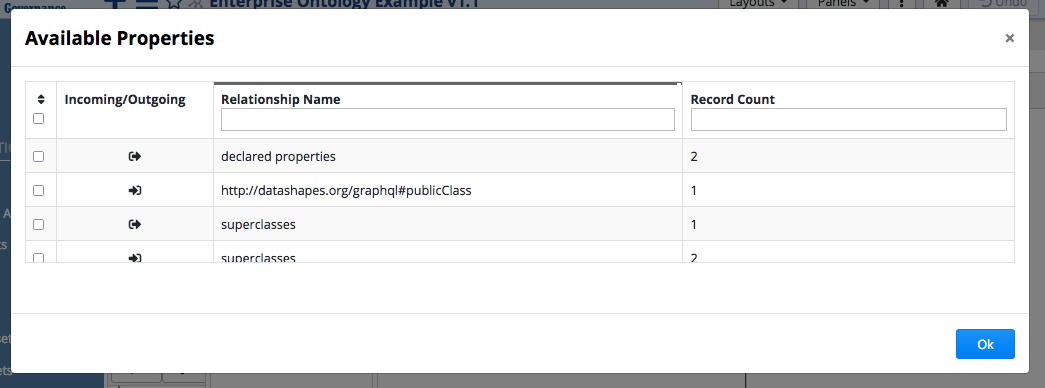 Governance
Enterprise Ontology Example v1.1
Layouts
Panels
Undo
Available Properties
×
Incoming/Outgoing
Relationship Name
Record Count
declared properties
2
http://datashapes.org/graphql#publicClass
1
superclasses
1
superclasses
2
Ok